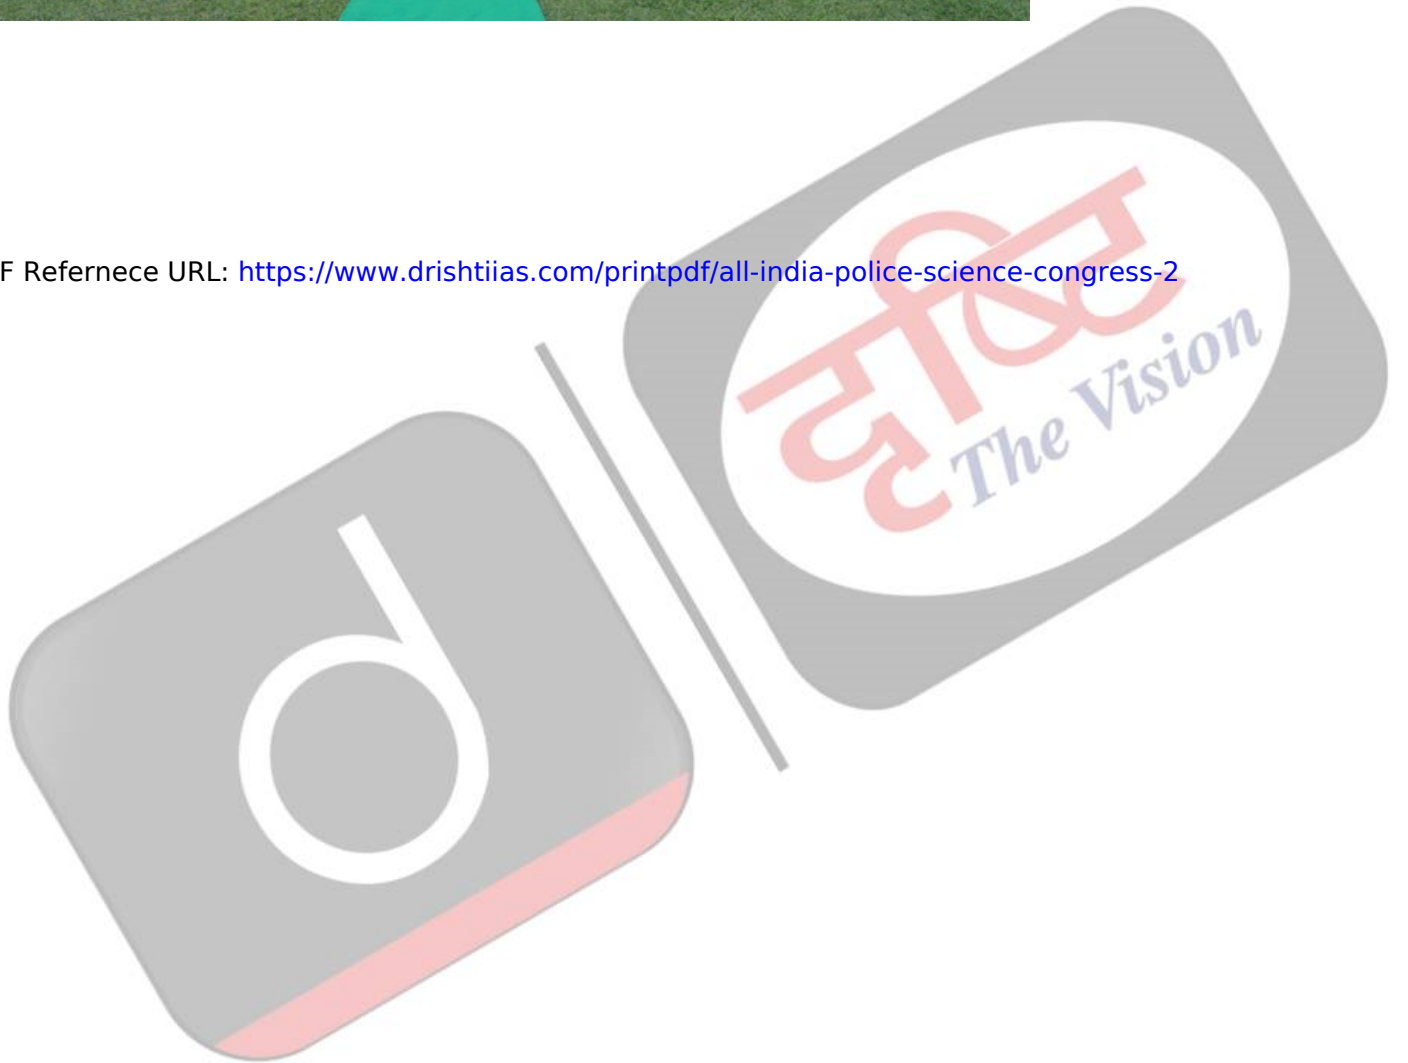 F Refernece URL: https://www.drishtiias.com/printpdf/all-india-police-science-congress-2
दृष्टि
The Vision
d